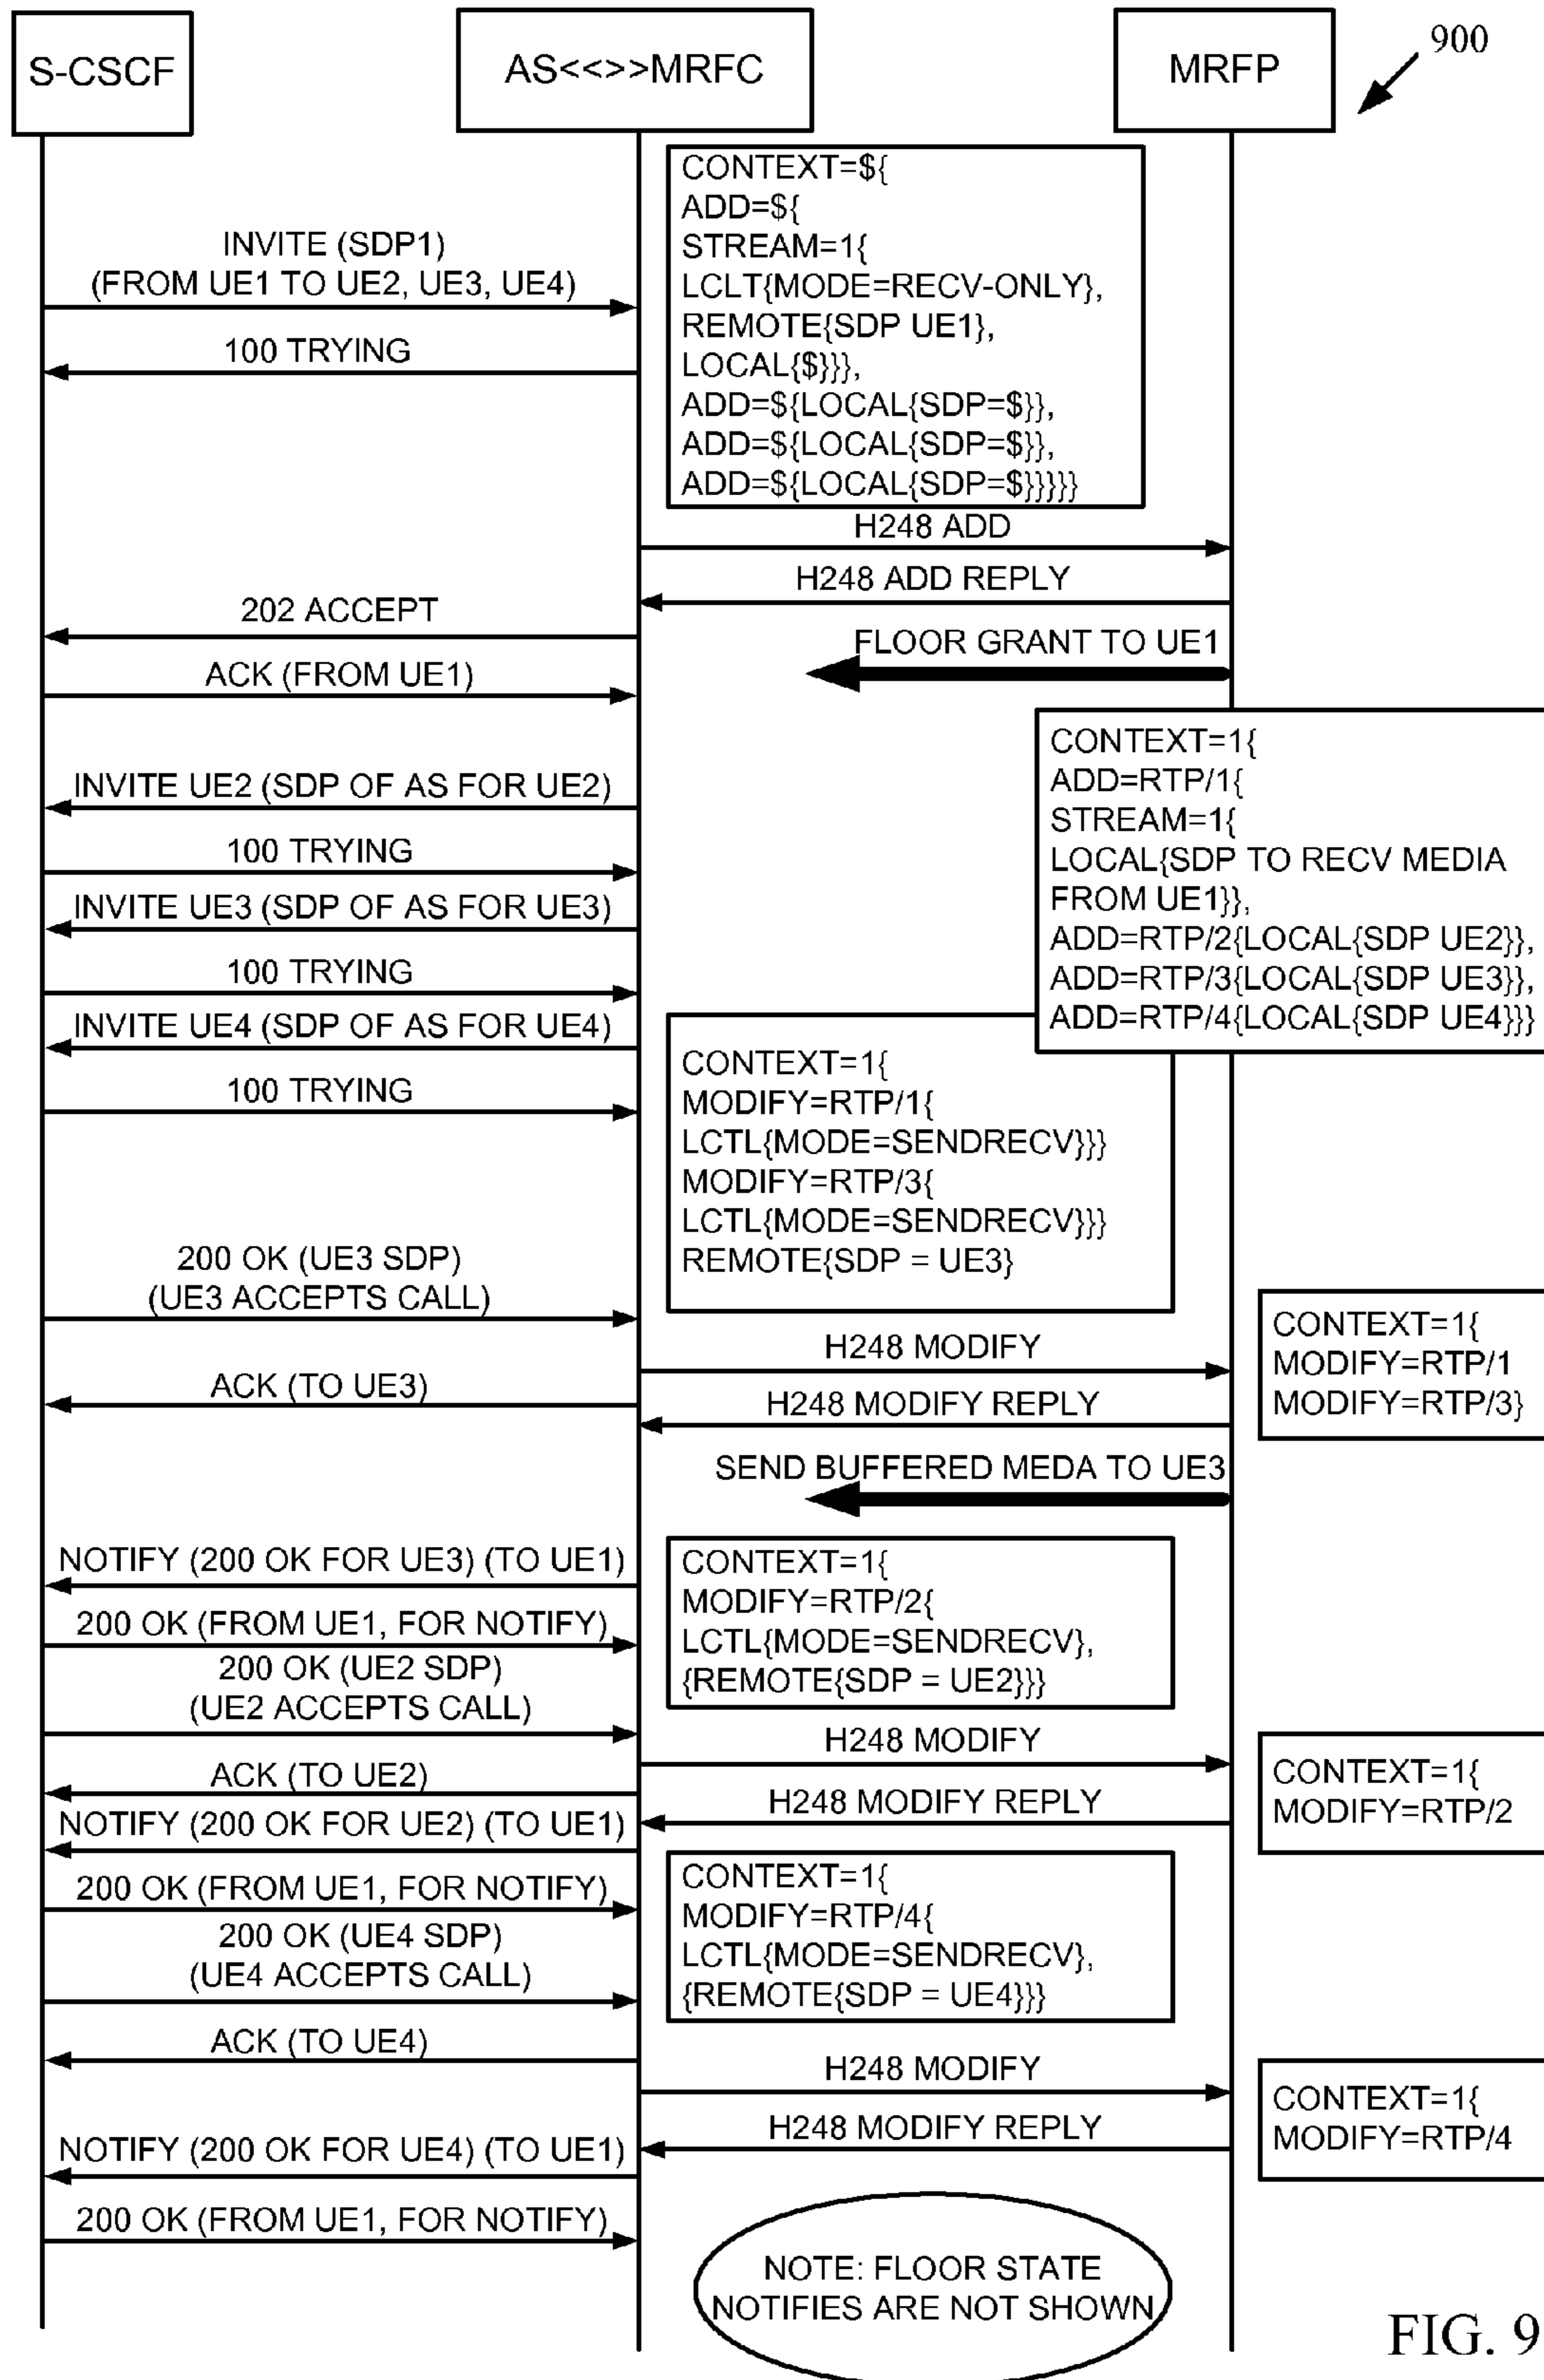 S-CSCF
AS<<>>MRFC
MRFP
900
CONTEXT=${
ADD=${
STREAM=1{
LCLT{MODE=RECV-ONLY},
REMOTE{SDP UE1},
LOCAL{$}}},
ADD=${LOCAL{SDP=$}},
ADD=${LOCAL{SDP=$}},
ADD=${LOCAL{SDP=$}}}}}
INVITE (SDP1)
(FROM UE1 TO UE2, UE3, UE4)
100 TRYING
H248 ADD
H248 ADD REPLY
202 ACCEPT
FLOOR GRANT TO UE1
ACK (FROM UE1)
CONTEXT=1{
ADD=RTP/1{
STREAM=1{
LOCAL{SDP TO RECV MEDIA
FROM UE1}},
ADD=RTP/2{LOCAL{SDP UE2}},
ADD=RTP/3{LOCAL{SDP UE3}},
ADD=RTP/4{LOCAL{SDP UE4}}}
INVITE UE2 (SDP OF AS FOR UE2)
100 TRYING
INVITE UE3 (SDP OF AS FOR UE3)
100 TRYING
INVITE UE4 (SDP OF AS FOR UE4)
100 TRYING
CONTEXT=1{
MODIFY=RTP/1{
LCTL{MODE=SENDRECV}}}
MODIFY=RTP/3{
LCTL{MODE=SENDRECV}}}
REMOTE{SDP = UE3}
200 OK (UE3 SDP)
(UE3 ACCEPTS CALL)
H248 MODIFY
CONTEXT=1{
MODIFY=RTP/1
MODIFY=RTP/3}
ACK (TO UE3)
H248 MODIFY REPLY
SEND BUFFERED MEDA TO UE3
NOTIFY (200 OK FOR UE3) (TO UE1)
CONTEXT=1{
MODIFY=RTP/2{
LCTL{MODE=SENDRECV},
{REMOTE{SDP = UE2}}}
200 OK (FROM UE1, FOR NOTIFY)
200 OK (UE2 SDP)
(UE2 ACCEPTS CALL)
H248 MODIFY
CONTEXT=1{
MODIFY=RTP/2
ACK (TO UE2)
H248 MODIFY REPLY
NOTIFY (200 OK FOR UE2) (TO UE1)
CONTEXT=1{
MODIFY=RTP/4{
LCTL{MODE=SENDRECV},
{REMOTE{SDP = UE4}}}
200 OK (FROM UE1, FOR NOTIFY)
200 OK (UE4 SDP)
(UE4 ACCEPTS CALL)
ACK (TO UE4)
H248 MODIFY
CONTEXT=1{
MODIFY=RTP/4
H248 MODIFY REPLY
NOTIFY (200 OK FOR UE4) (TO UE1)
200 OK (FROM UE1, FOR NOTIFY)
NOTE: FLOOR STATE
NOTIFIES ARE NOT SHOWN
FIG. 9